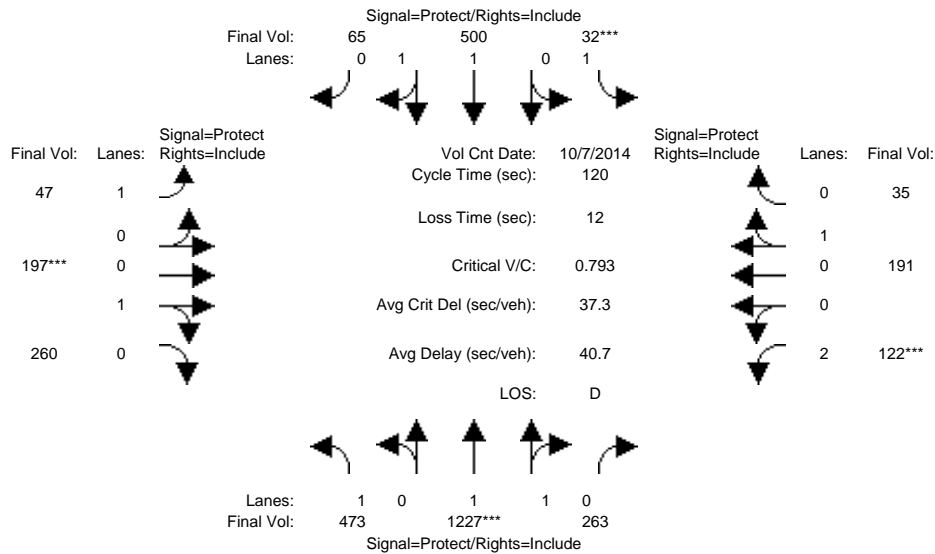 Signal=Protect/Rights=Include
Final Vol: 65 500 32***
Lanes: 0 1 1 0 1
Signal=Protect Signal=Protect
Final Vol: Lanes: Rights=Include Vol Cnt Date: 10/7/2014 Rights=Include Lanes: Final Vol:
Cycle Time (sec): 120
47 1 0 35
Loss Time (sec): 12
0 1
197*** 0 Critical V/C: 0.793 0 191
1 Avg Crit Del (sec/veh): 37.3 0
260 0 Avg Delay (sec/veh): 40.7 2 122***
LOS: D
Lanes: 1 0 1 1 0
Final Vol: 473 1227*** 263
Signal=Protect/Rights=Include